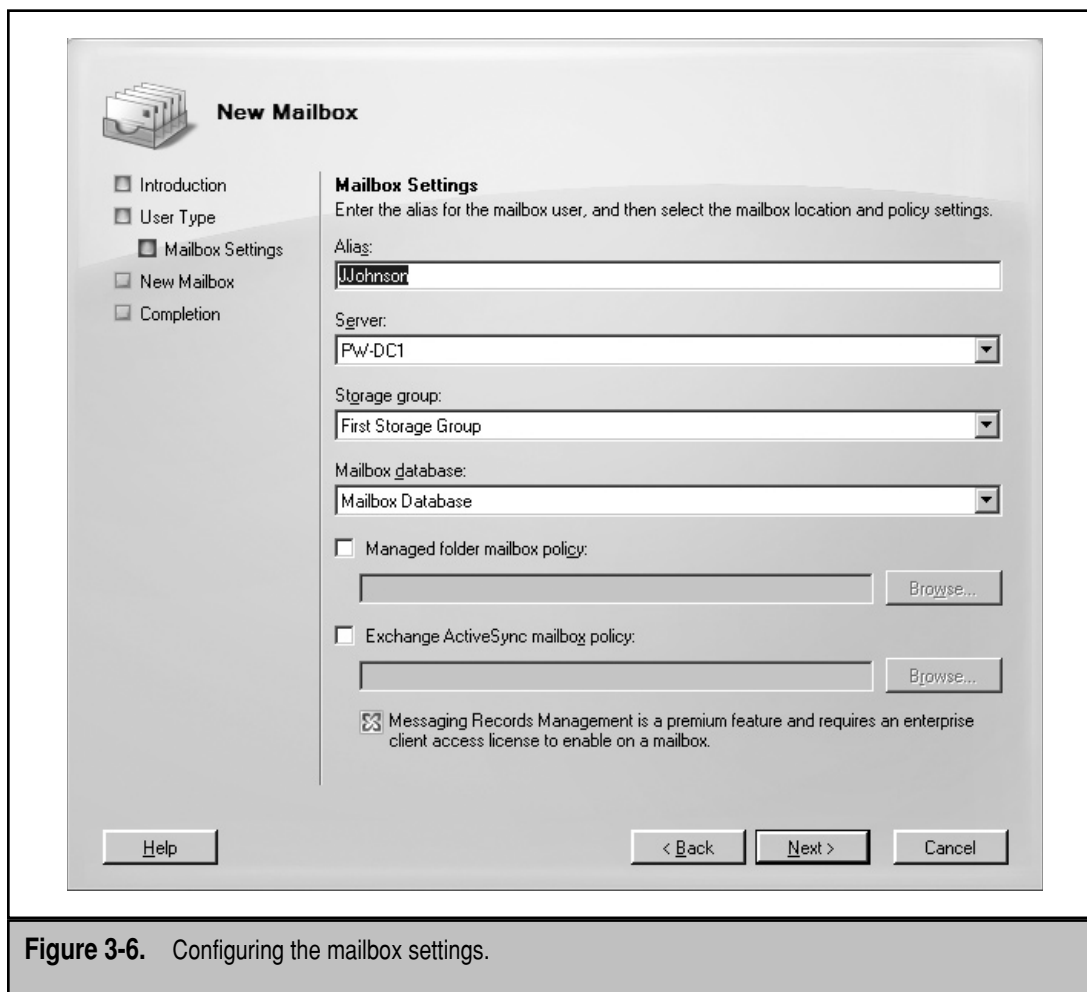 New Mailbox
Introduction
User Type
Mailbox Settings
New Mailbox
Completion
Mailbox Settings
Enter the alias for the mailbox user, and then select the mailbox location and policy settings.
Alias:
JJohnson
Server:
PW-DC1
Storage group:
First Storage Group
Mailbox database:
Mailbox Database
Managed folder mailbox policy:
Browse...
Exchange ActiveSync mailbox policy:
Browse...
Messaging Records Management is a premium feature and requires an enterprise
client access license to enable on a mailbox.
Help
< Back
Next >
Cancel
Figure 3-6. Configuring the mailbox settings.